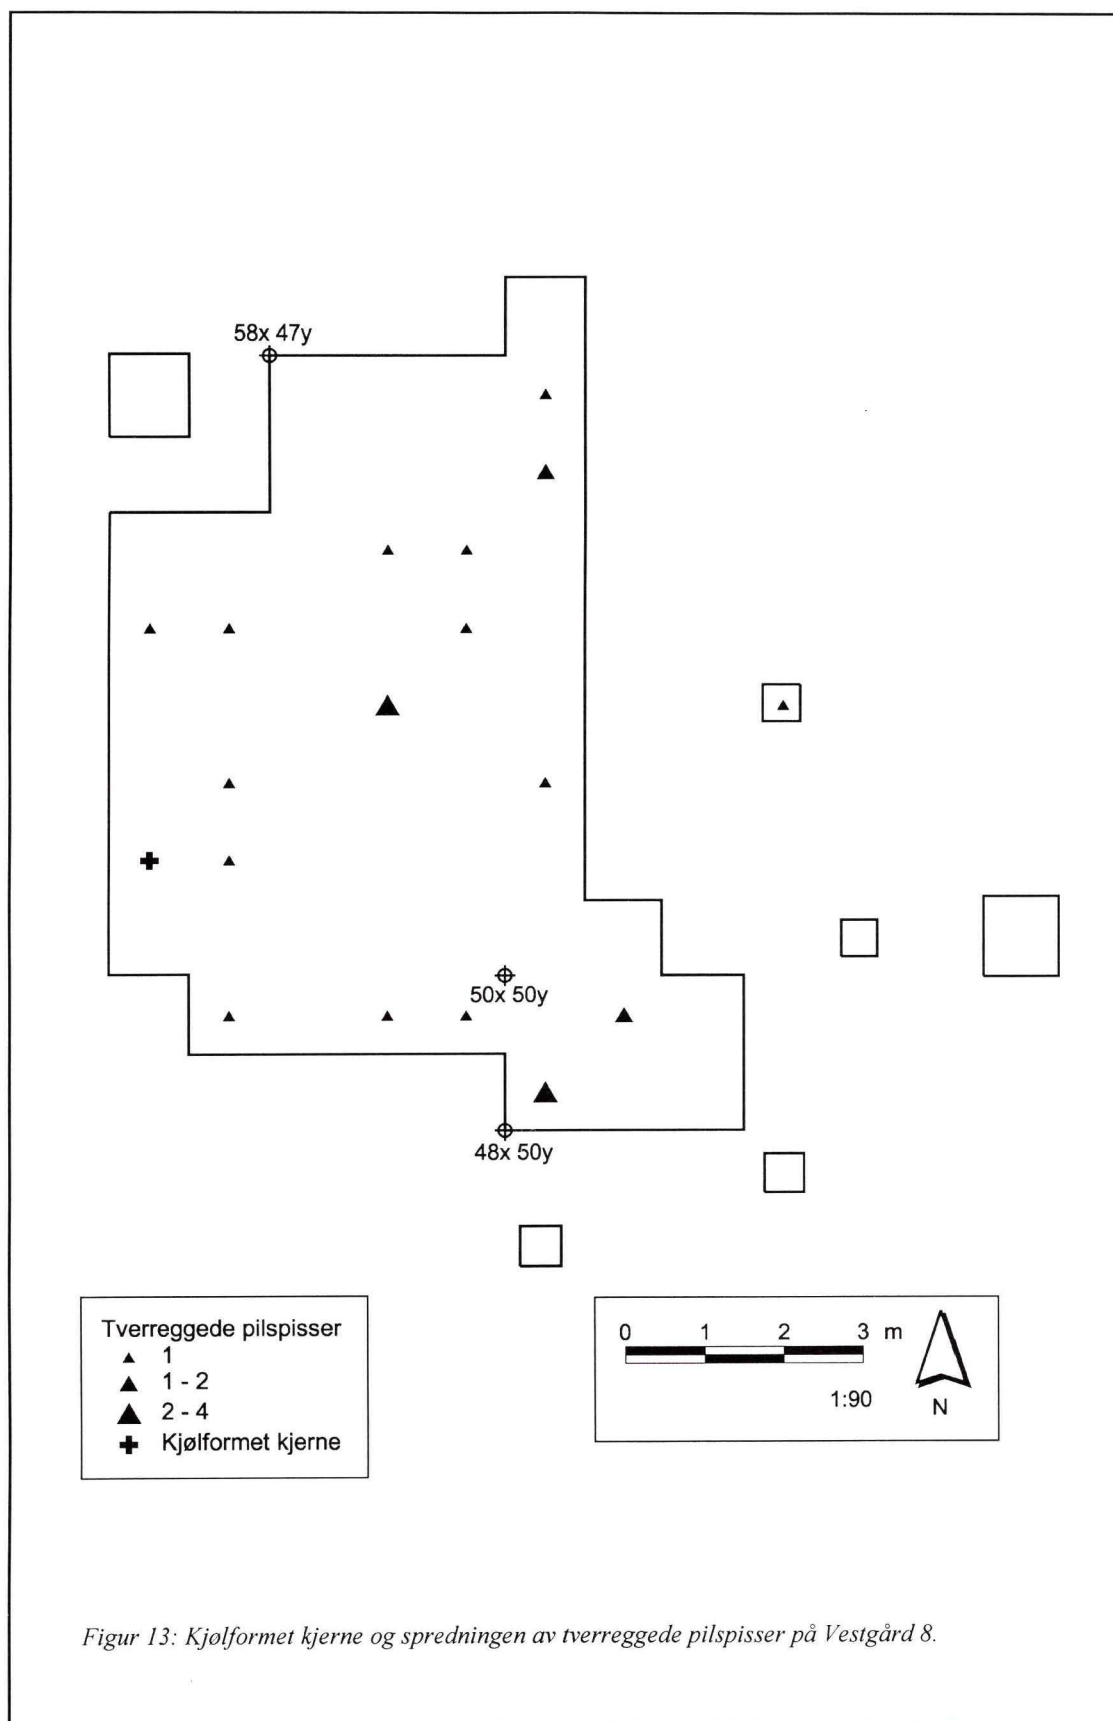 58x 47y
50x 50y
48x 50y
Tverreggede pilspisser
1
1 - 2
2 - 4
Kjølformet kjerne
0 1 2 3 m
1:90
N
Figur 13: Kjølformet kjerne og spredningen av tverreggede pilspisser på Vestgård 8.